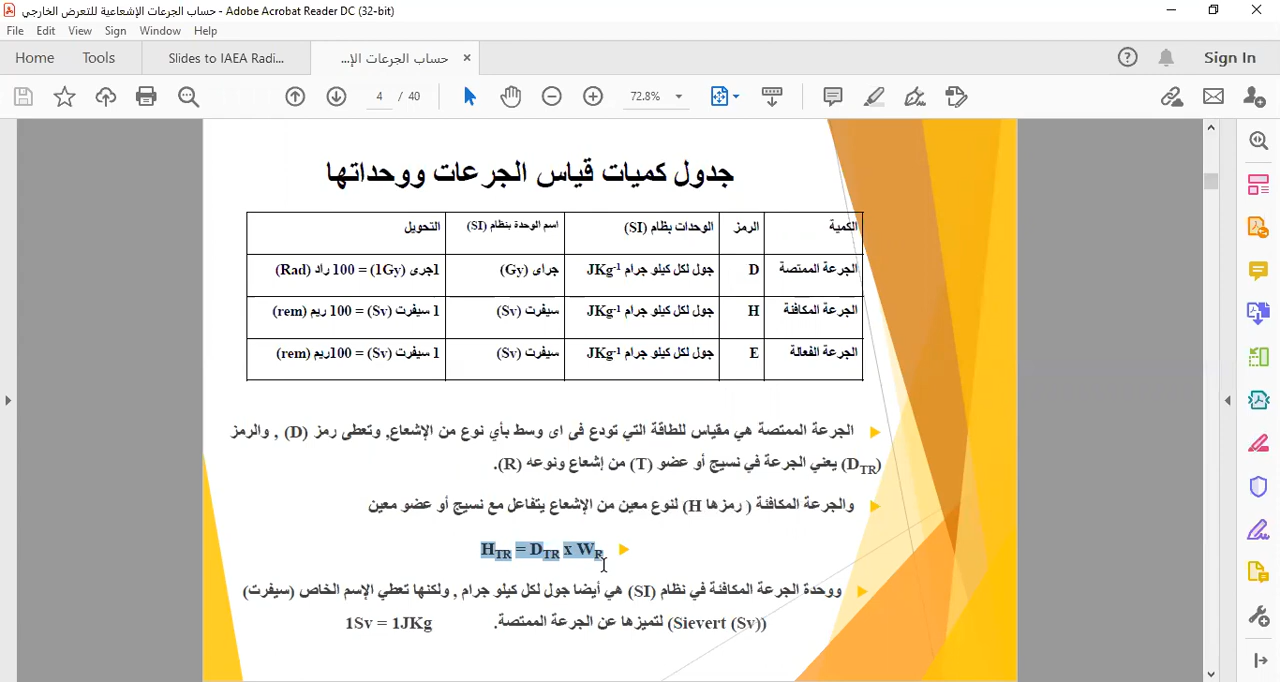 حساب الجرعات الإشعاعية للتعرض الخارجي - Adobe Acrobat Reader DC (32-bit)
File Edit View Sign Window Help
Home Tools Slides to IAEA Radi... حساب الجرعات الإ... × Sign In
4 / 40 72.8%
جدول كميات قياس الجرعات ووحداتها
الكمية الرمز الوحدات بظام (SI) اسم الوحدة بنظام (SI) التحويل
الجرعة الممتصة D جول لكل كيلو جرام JKg-1 جراى (Gy) 1جرى (1Gy) = 100 راد (Rad)
الجرعة المكافئة H جول لكل كيلو جرام JKg-1 سيفرت (Sv) 1 سيفرت (Sv) = 100 ريم (rem)
الجرعة الفعالة E جول لكل كيلو جرام JKg-1 سيفرت (Sv) 1 سيفرت (Sv) = 100ريم (rem)
الجرعة الممتصة هي مقياس للطاقة التي تودع فى اى وسط بأي نوع من الإشعاع, وتعطى رمز (D) , والرمز
(DTR) يعني الجرعة في نسيج أو عضو (T) من إشعاع ونوعه (R).
والجرعة المكافئة ( رمزها H) لنوع معين من الإشعاع يتفاعل مع نسيج أو عضو معين
HTR = DTR x WR
ووحدة الجرعة المكافئة في نظام (SI) هي أيضا جول لكل كيلو جرام , ولكنها تعطي الإسم الخاص (سيفرت)
(Sievert (Sv)) لتميزها عن الجرعة الممتصة. 1Sv = 1JKg